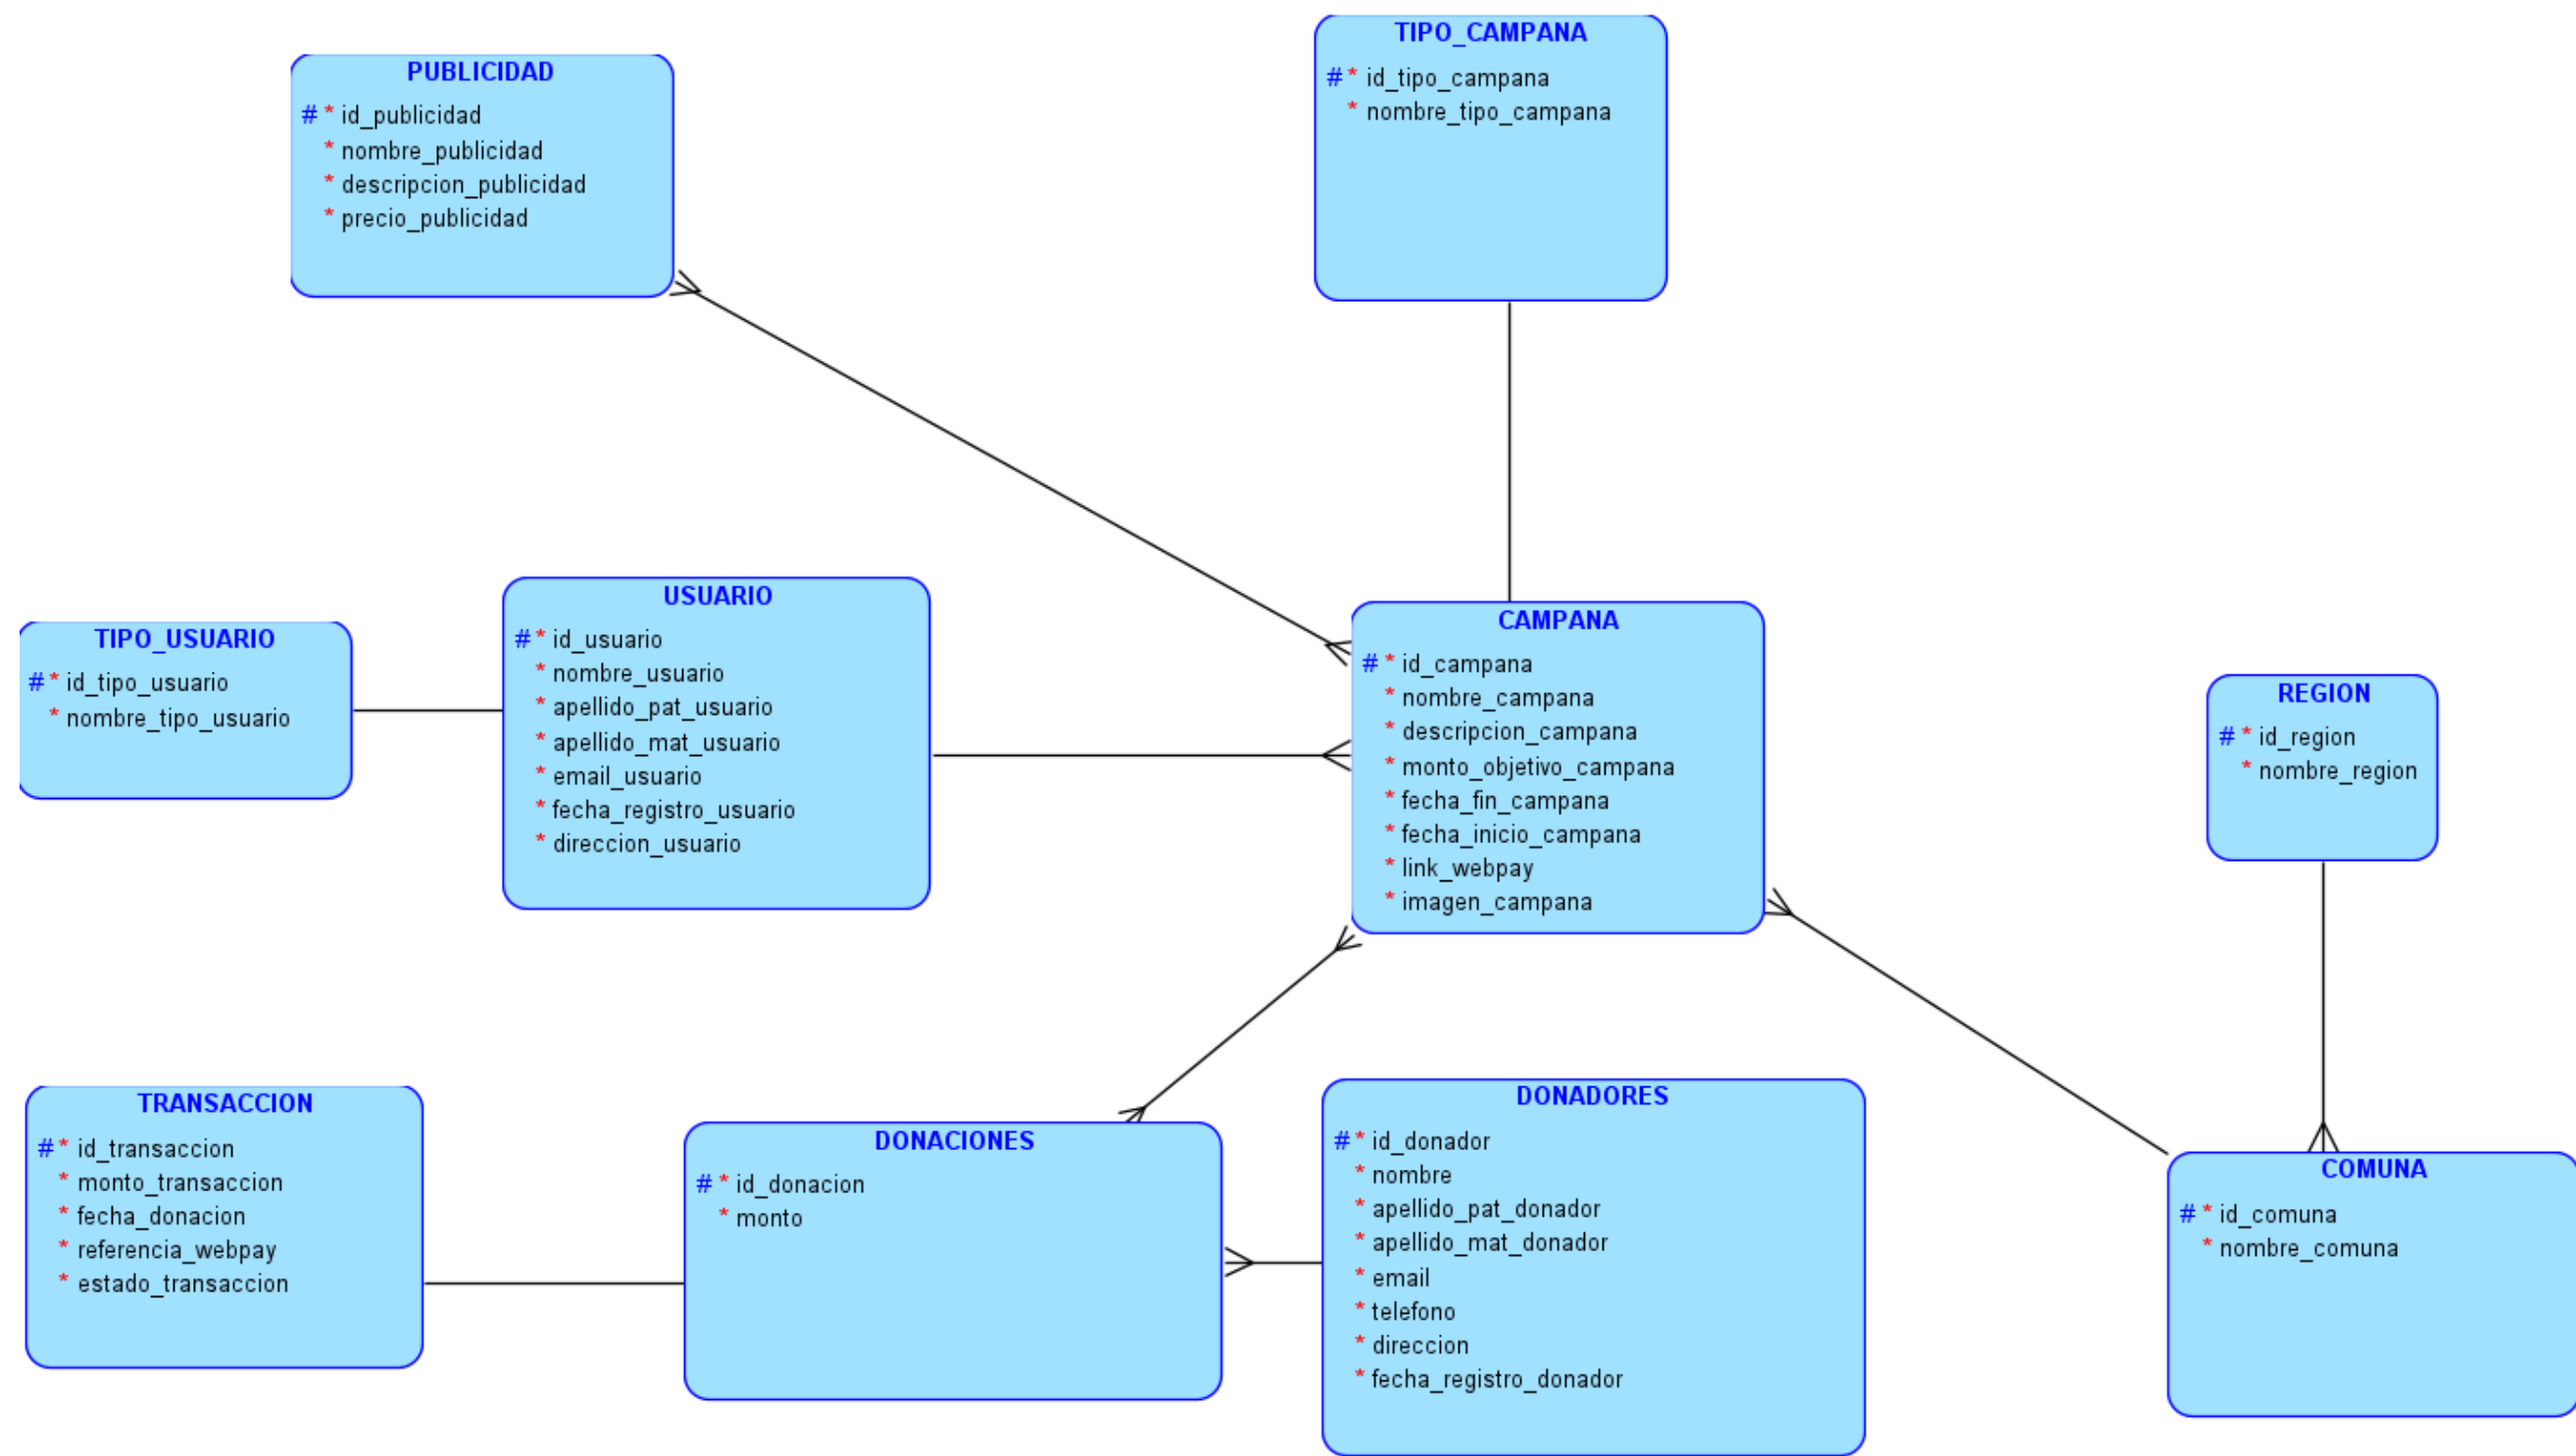 PUBLICIDAD
#* id_publicidad
* nombre_publicidad
* descripcion_publicidad
* precio_publicidad
TIPO_CAMPANA
#* id_tipo_campana
* nombre_tipo_campana
TIPO_USUARIO
#* id_tipo_usuario
* nombre_tipo_usuario
USUARIO
#* id_usuario
* nombre_usuario
* apellido_pat_usuario
* apellido_mat_usuario
* email_usuario
* fecha_registro_usuario
* direccion_usuario
CAMPANA
#* id_campana
* nombre_campana
* descripcion_campana
* monto_objetivo_campana
* fecha_fin_campana
* fecha_inicio_campana
* link_webpay
* imagen_campana
REGION
#* id_region
* nombre_region
TRANSACCION
#* id_transaccion
* monto_transaccion
* fecha_donacion
* referencia_webpay
* estado_transaccion
DONACIONES
#* id_donacion
* monto
DONADORES
#* id_donador
* nombre
* apellido_pat_donador
* apellido_mat_donador
* email
* telefono
* direccion
* fecha_registro_donador
COMUNA
#* id_comuna
* nombre_comuna